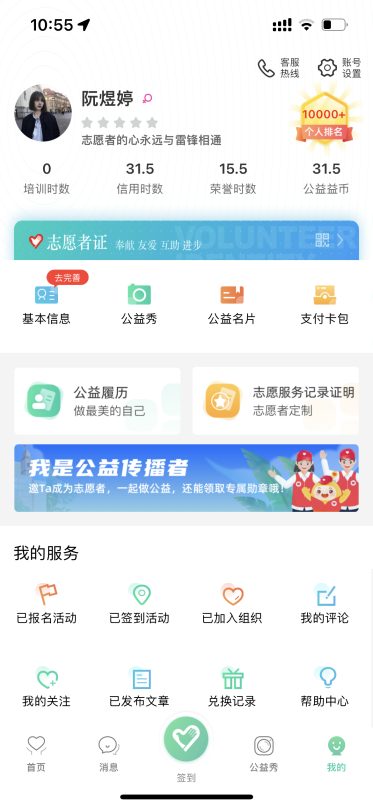 10:55
客服
热线
账号
设置
阮煜婷
10000+
个人排名
志愿者的心永远与雷锋相通
0 31.5 15.5 31.5
培训时数 信用时数 荣誉时数 公益益币
志愿者证 奉献 友爱 互助 进步
VOLUNTEER
IDENTITY
去完善
基本信息 公益秀 公益名片 支付卡包
公益履历
做最美的自己
志愿服务记录证明
志愿者定制
我是公益传播者
邀Ta成为志愿者，一起做公益，还能领取专属勋章哦！
我的服务
已报名活动 已签到活动 已加入组织 我的评论
我的关注 已发布文章 兑换记录 帮助中心
首页 消息 签到 公益秀 我的